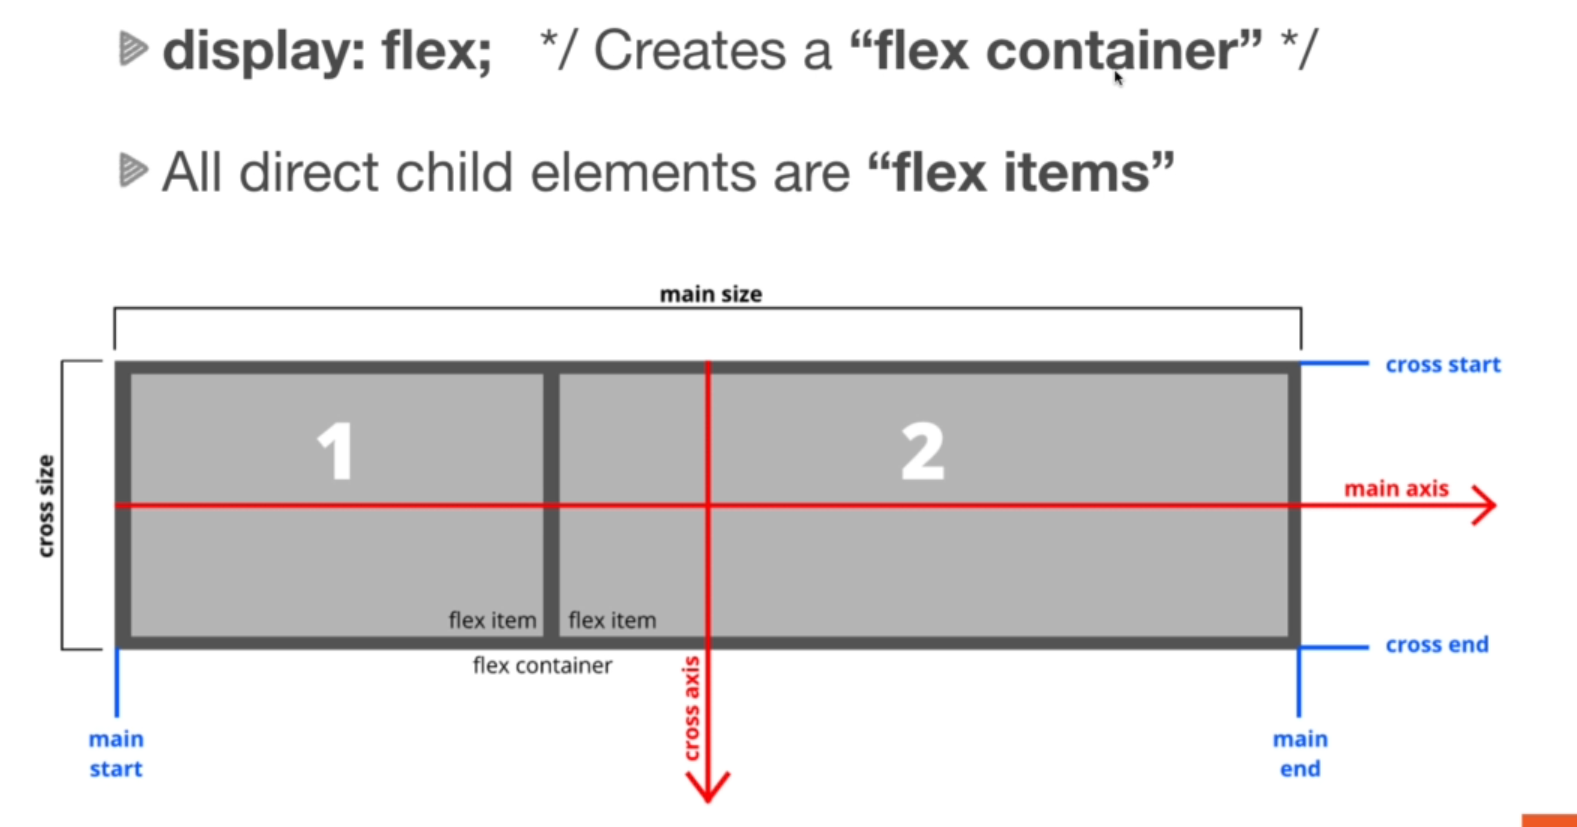 display: flex; */ Creates a “flex container” */
All direct child elements are “flex items”
main size
cross start
cross size
1
2
main axis
flex item
flex item
cross end
flex container
cross axis
main
start
main
end